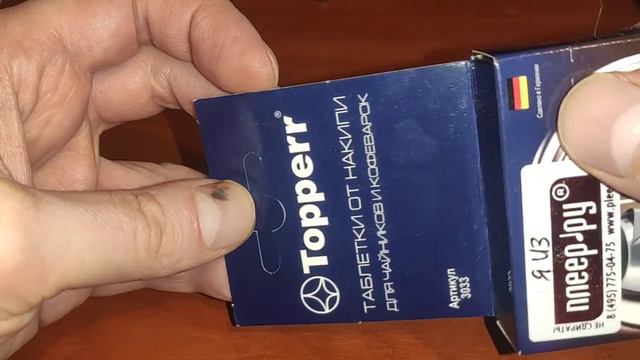 Topperr®
ТАБЛЕТКИ ОТ НАКИПИ
ДЛЯ ЧАЙНИКОВ И КОФЕВАРОК
Артикул
3033
Сделано в Германии
Я ИЗ
плеер.ру®
www.plee
8 (495) 775-04-75
НЕ СДИРАТЬ!